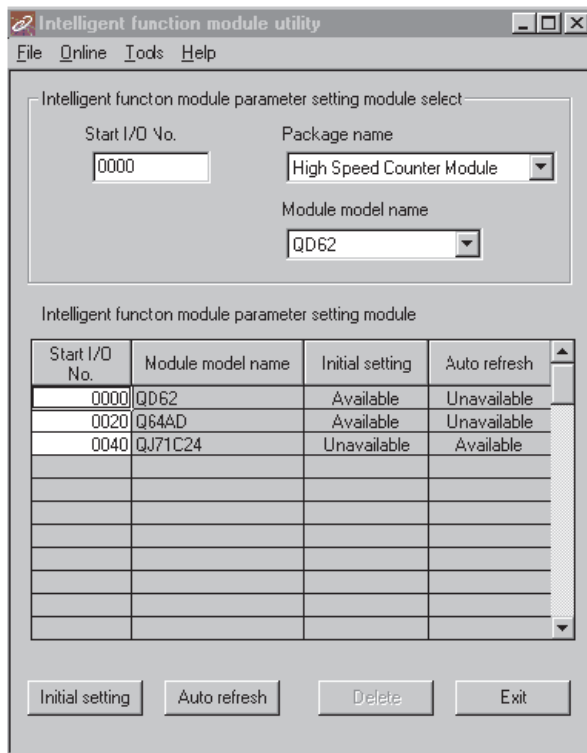 Intelligent function module utility
File Online Tools Help
Intelligent functon module parameter setting module select
Start I/O No.
Package name
0000
High Speed Counter Module
Module model name
QD62
Intelligent functon module parameter setting module
Start I/O No. Module model name Initial setting Auto refresh
0000 QD62 Available Unavailable
0020 Q64AD Available Unavailable
0040 QJ71C24 Unavailable Available
Initial setting Auto refresh Delete Exit